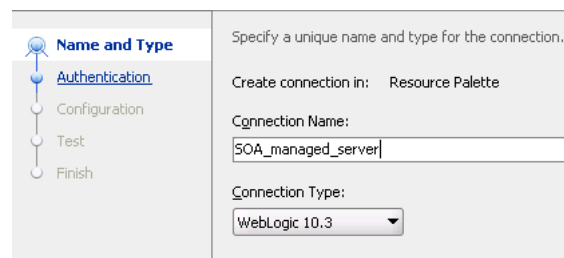 Name and Type
Authentication
Configuration
Test
Finish
Specify a unique name and type for the connection.
Create connection in: Resource Palette
Connection Name:
SOA_managed_server
Connection Type:
WebLogic 10.3